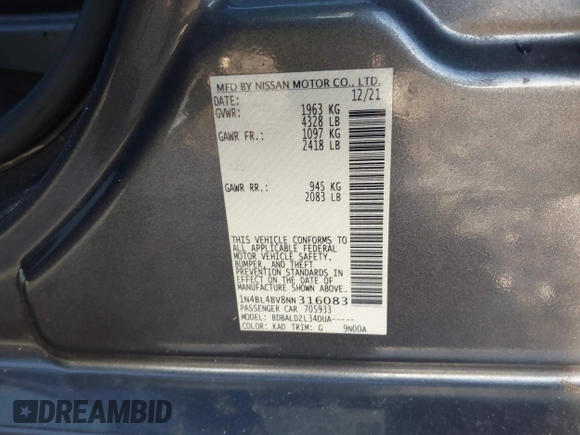 MFD BY NISSAN MOTOR CO., LTD.
DATE: 12/21
GVWR: 1963 KG
4328 LB
GAWR FR.: 1097 KG
2418 LB
GAWR RR.: 945 KG
2083 LB
THIS VEHICLE CONFORMS TO
ALL APPLICABLE FEDERAL
MOTOR VEHICLE SAFETY,
BUMPER, AND THEFT
PREVENTION STANDARDS
IN EFFECT ON THE DATE OF
MANUFACTURE SHOWN ABOVE.
1N4BL4BV8NN316083
PASSENGER CAR 705933
MODEL: BDBALDZL34DUA-----
COLOR: KAD TRIM: G 9N00A
DREAMBID